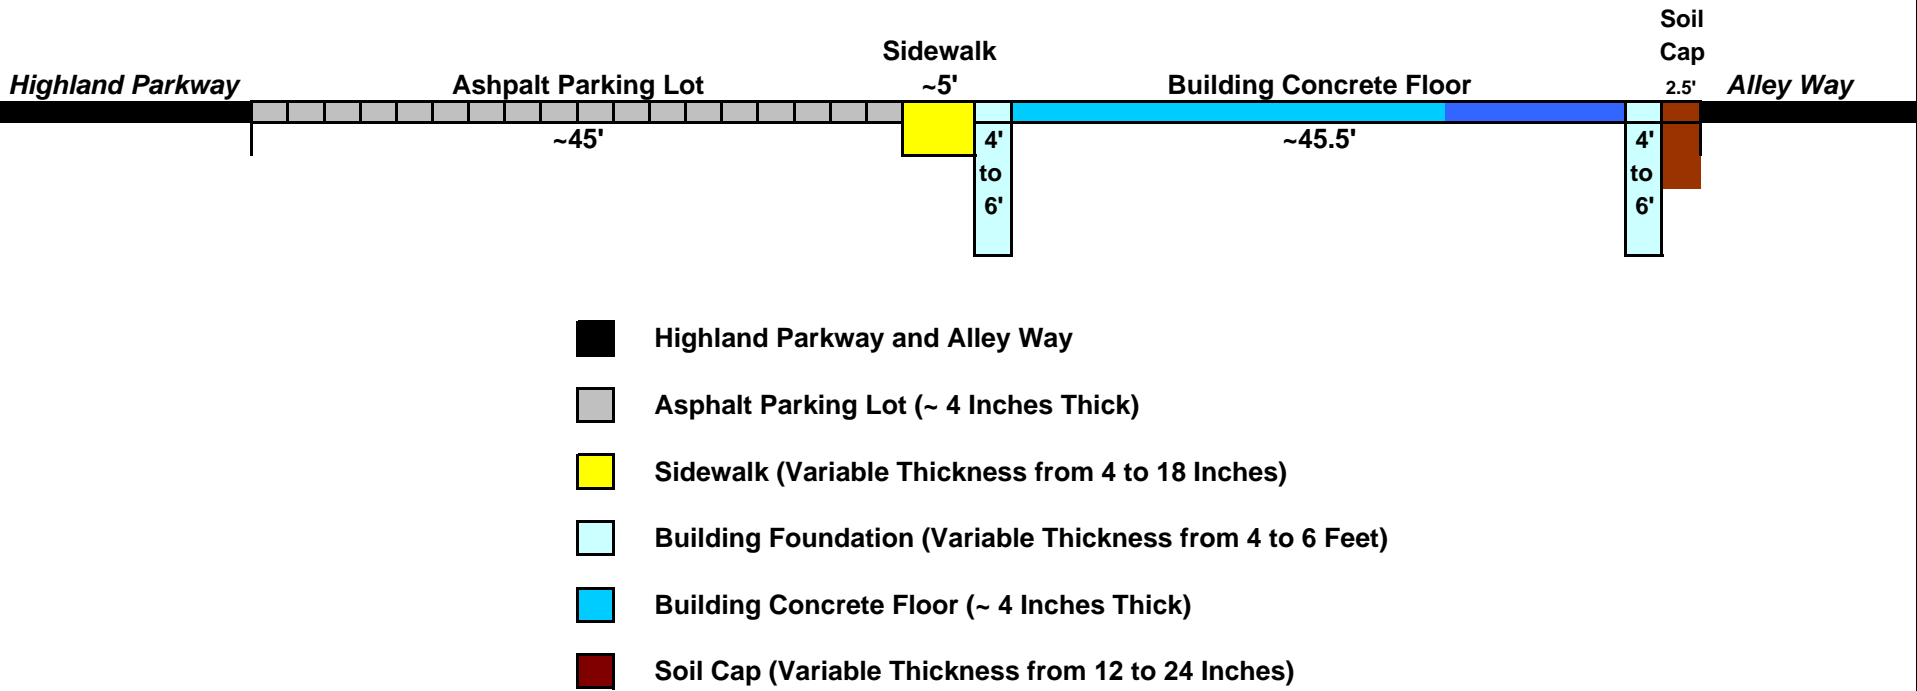 Soil
Sidewalk Cap
Highland Parkway Ashpalt Parking Lot ~5' Building Concrete Floor 2.5' Alley Way
~45' 4' ~45.5' 4'
to to
6' 6'
Highland Parkway and Alley Way
Asphalt Parking Lot (~ 4 Inches Thick)
Sidewalk (Variable Thickness from 4 to 18 Inches)
Building Foundation (Variable Thickness from 4 to 6 Feet)
Building Concrete Floor (~ 4 Inches Thick)
Soil Cap (Variable Thickness from 12 to 24 Inches)